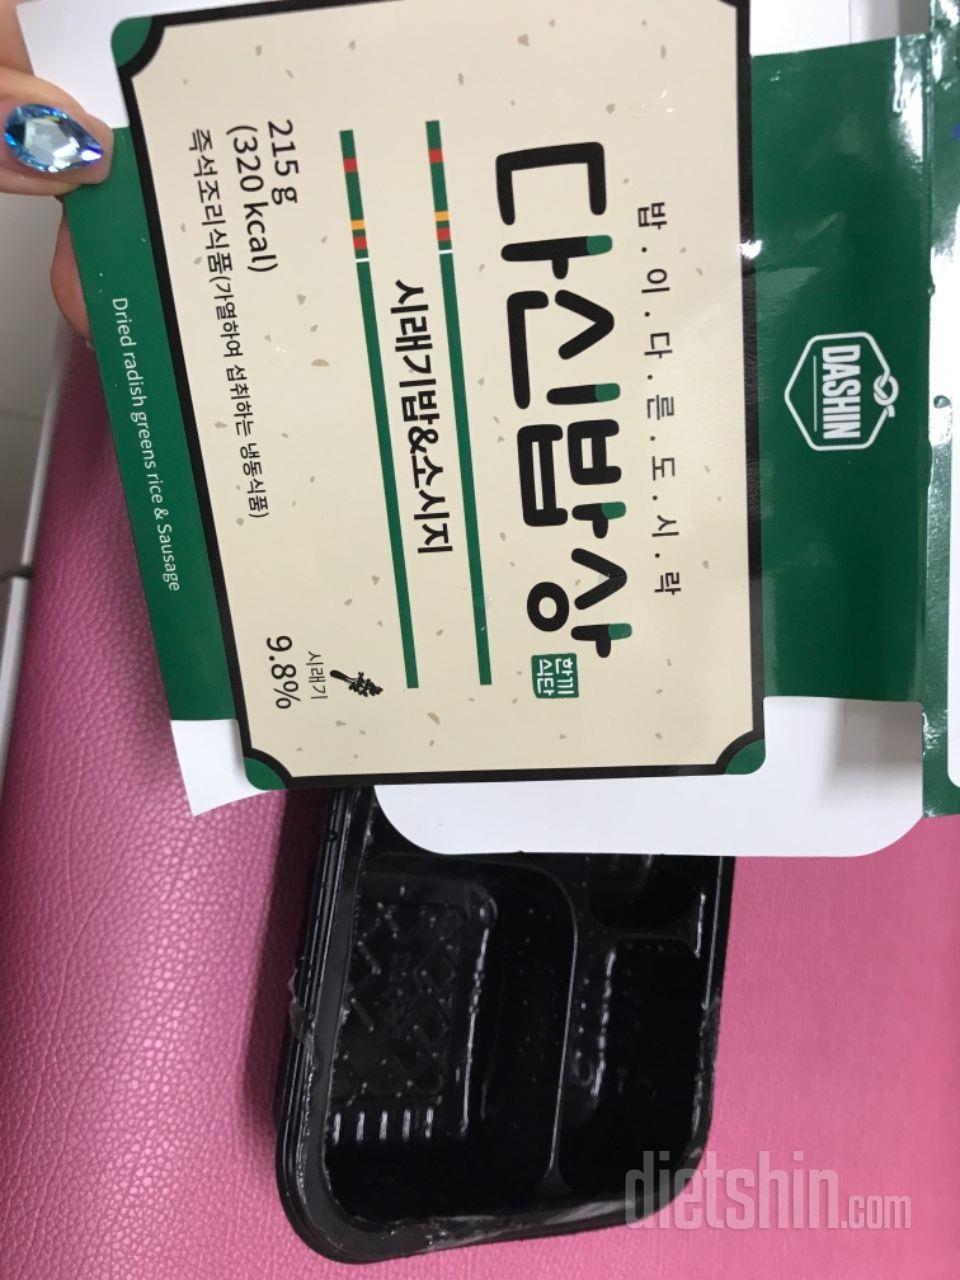 DASHIN
밥.이.다.른.도.시.락
다신밥상
한끼
식단
시래기밥&소시지
215 g
(320 kcal)
즉석조리식품(가열하여 섭취하는 냉동식품)
시래기
9.8%
Dried radish greens rice & Sausage
dietshin.com